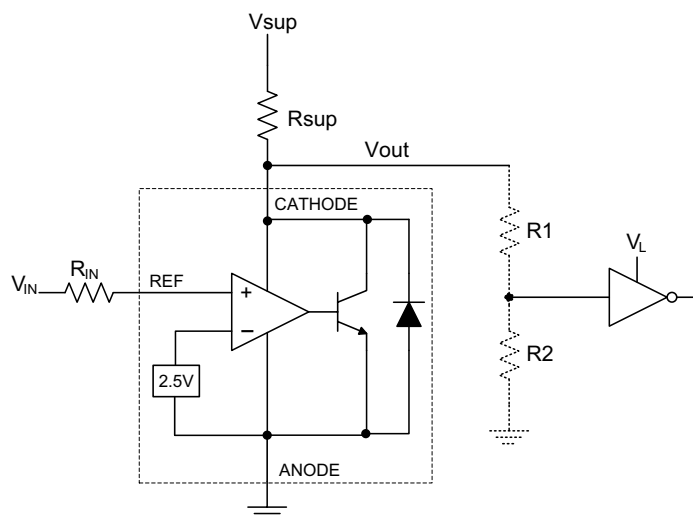 Vsup
Rsup
Vout
CATHODE
R1
RIN
VIN
REF
+
VL
–
R2
2.5V
ANODE